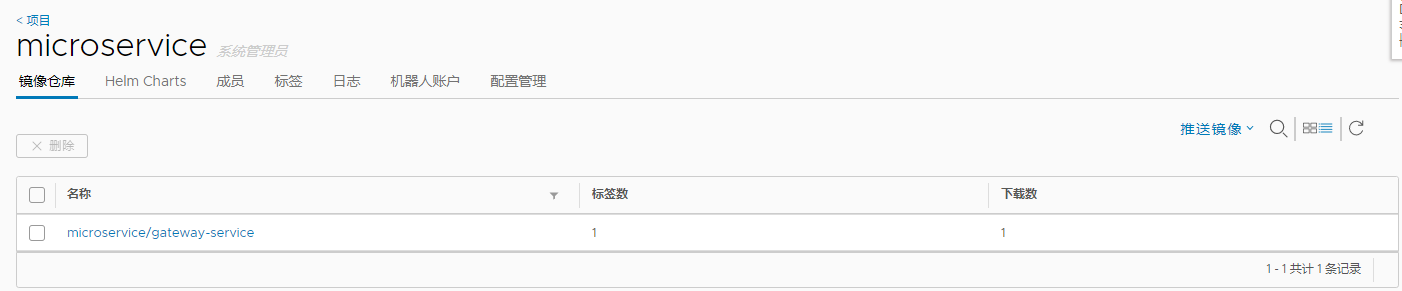 < 项目
microservice 系统管理员
镜像仓库 Helm Charts 成员 标签 日志 机器人账户 配置管理
推送镜像
× 删除
名称 标签数 下载数
microservice/gateway-service 1 1
1 - 1 共计 1 条记录